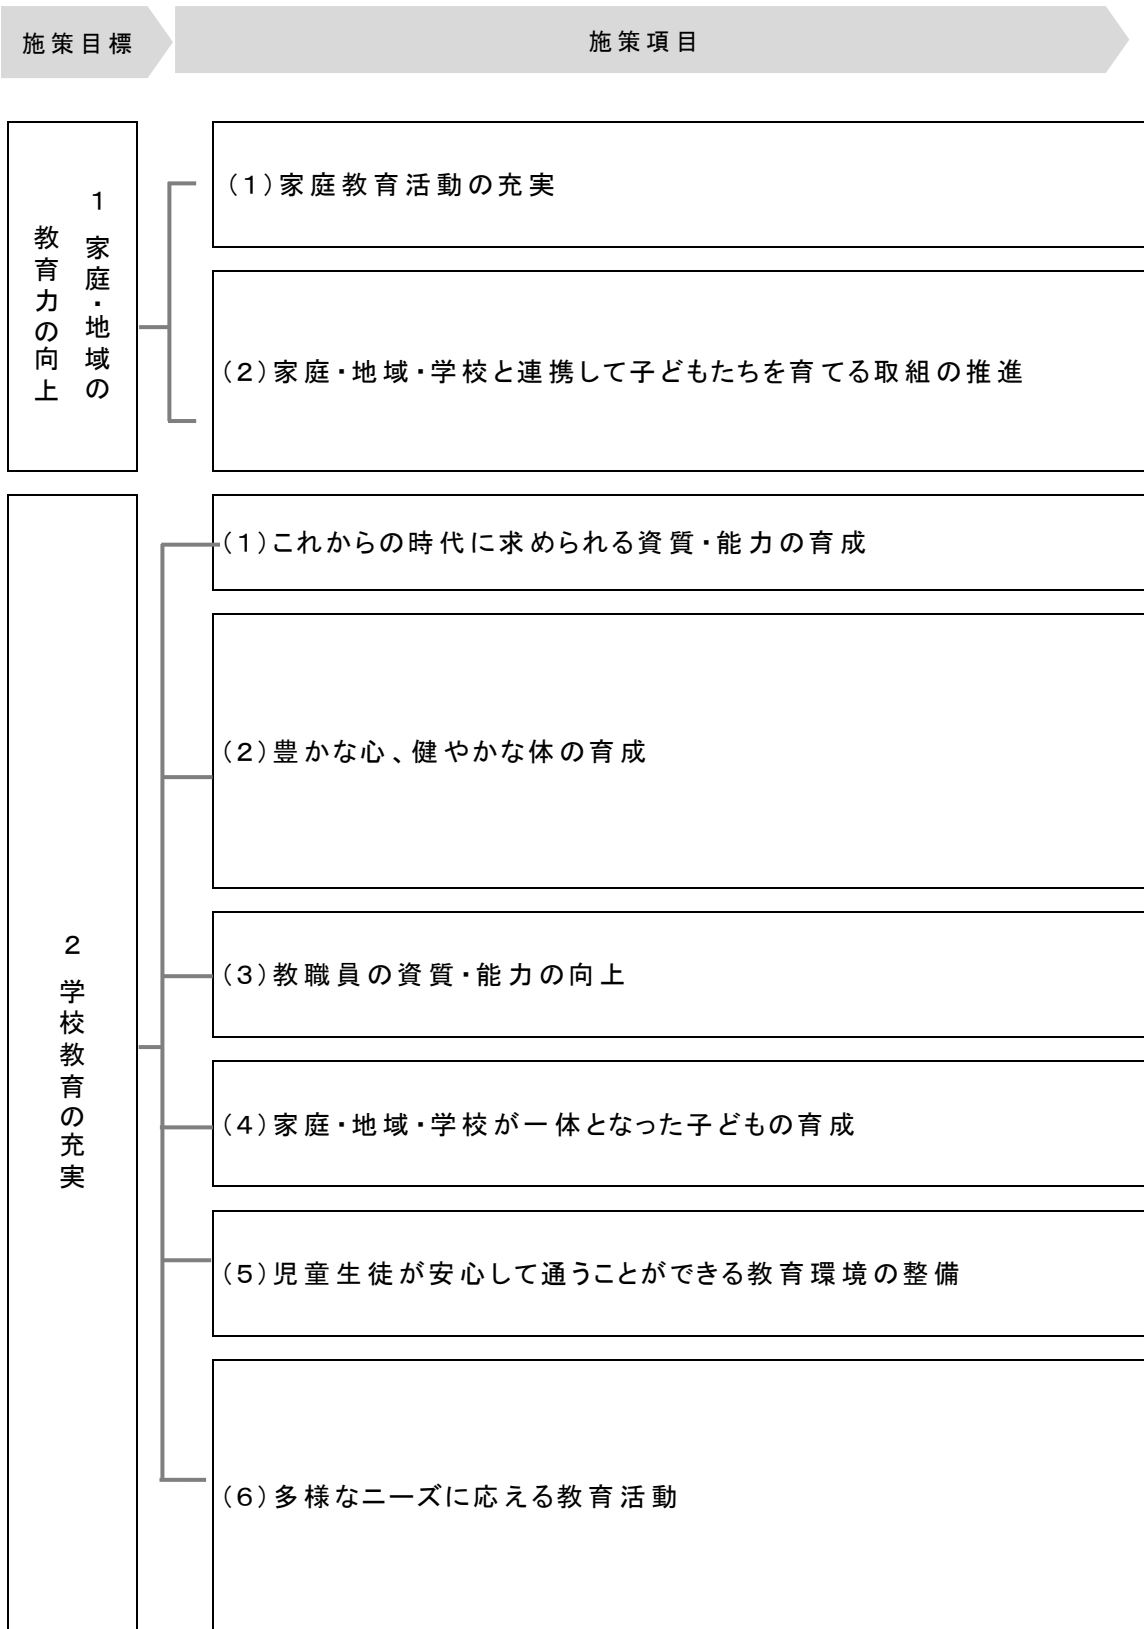 施策目標
施策項目
1 家庭・地域の
教育力の向上
(1)家庭教育活動の充実
(2)家庭・地域・学校と連携して子どもたちを育てる取組の推進
2 学校教育の充実
(1)これからの時代に求められる資質・能力の育成
(2)豊かな心、健やかな体の育成
(3)教職員の資質・能力の向上
(4)家庭・地域・学校が一体となった子どもの育成
(5)児童生徒が安心して通うことができる教育環境の整備
(6)多様なニーズに応える教育活動